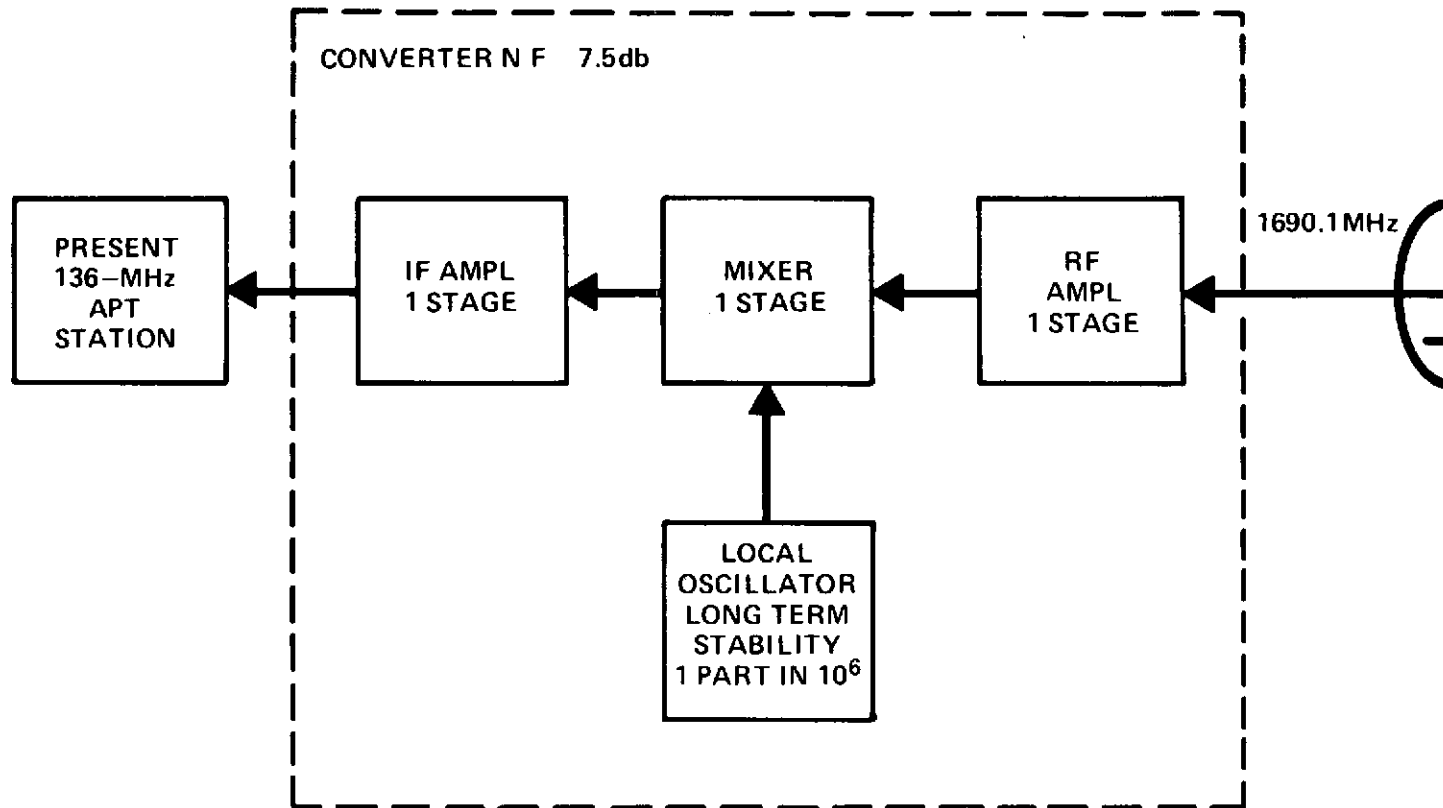 CONVERTER N F 7.5db
PRESENT
136–MHz
APT
STATION
IF AMPL
1 STAGE
MIXER
1 STAGE
RF
AMPL
1 STAGE
1690.1MHz
LOCAL
OSCILLATOR
LONG TERM
STABILITY
1 PART IN 10⁶